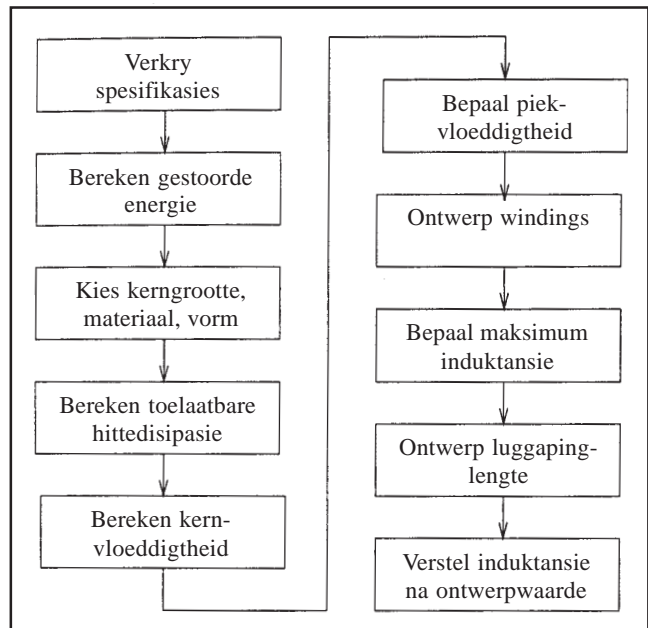 Verkry
spesifikasies
Bereken gestoorde
energie
Kies kerngrootte,
materiaal, vorm
Bereken toelaatbare
hittedisipasie
Bereken kern-
vloeddigtheid
Bepaal piek-
vloeddigtheid
Ontwerp windings
Bepaal maksimum
induktansie
Ontwerp luggaping-
lengte
Verstel induktansie
na ontwerpwaarde